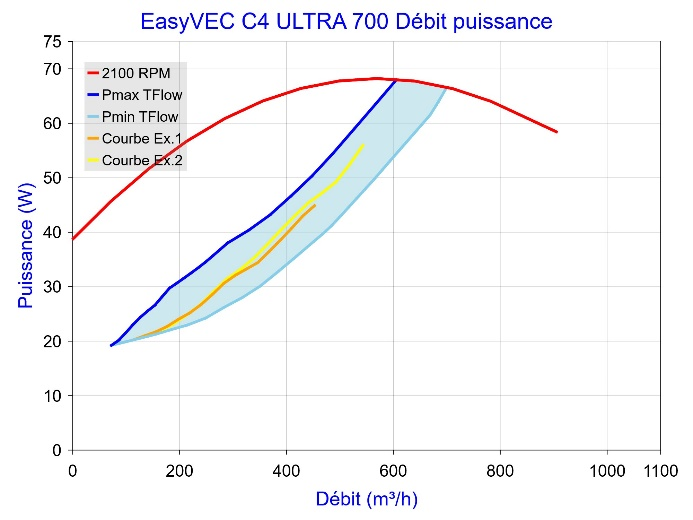 EasyVEC C4 ULTRA 700 Débit puissance
75
70
60
50
40
30
20
10
0
Puissance (W)
2100 RPM
Pmax TFlow
Pmin TFlow
Courbe Ex.1
Courbe Ex.2
0 200 400 600 800 1000 1100
Débit (m³/h)